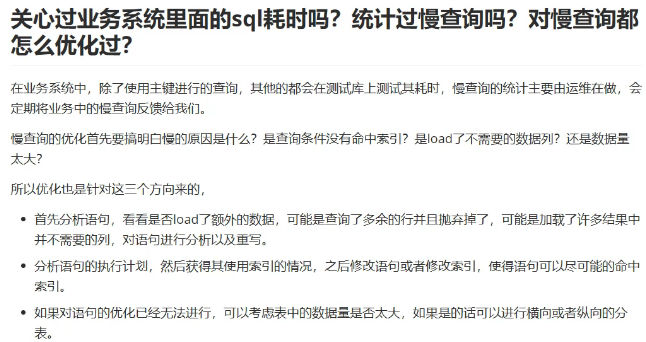 关心过业务系统里面的sql耗时吗？统计过慢查询吗？对慢查询都
怎么优化过？
在业务系统中，除了使用主键进行的查询，其他的都会在测试库上测试其耗时，慢查询的统计主要由运维在做，会
定期将业务中的慢查询反馈给我们。
慢查询的优化首先要搞明白慢的原因是什么？是查询条件没有命中索引？是load了不需要的数据列？还是数据量
太大？
所以优化也是针对这三个方向来的，
• 首先分析语句，看看是否load了额外的数据，可能是查询了多余的行并且抛弃掉了，可能是加载了许多结果中
并不需要的列，对语句进行分析以及重写。
• 分析语句的执行计划，然后获得其使用索引的情况，之后修改语句或者修改索引，使得语句可以尽可能的命中
索引。
• 如果对语句的优化已经无法进行，可以考虑表中的数据量是否太大，如果是的话可以进行横向或者纵向的分
表。